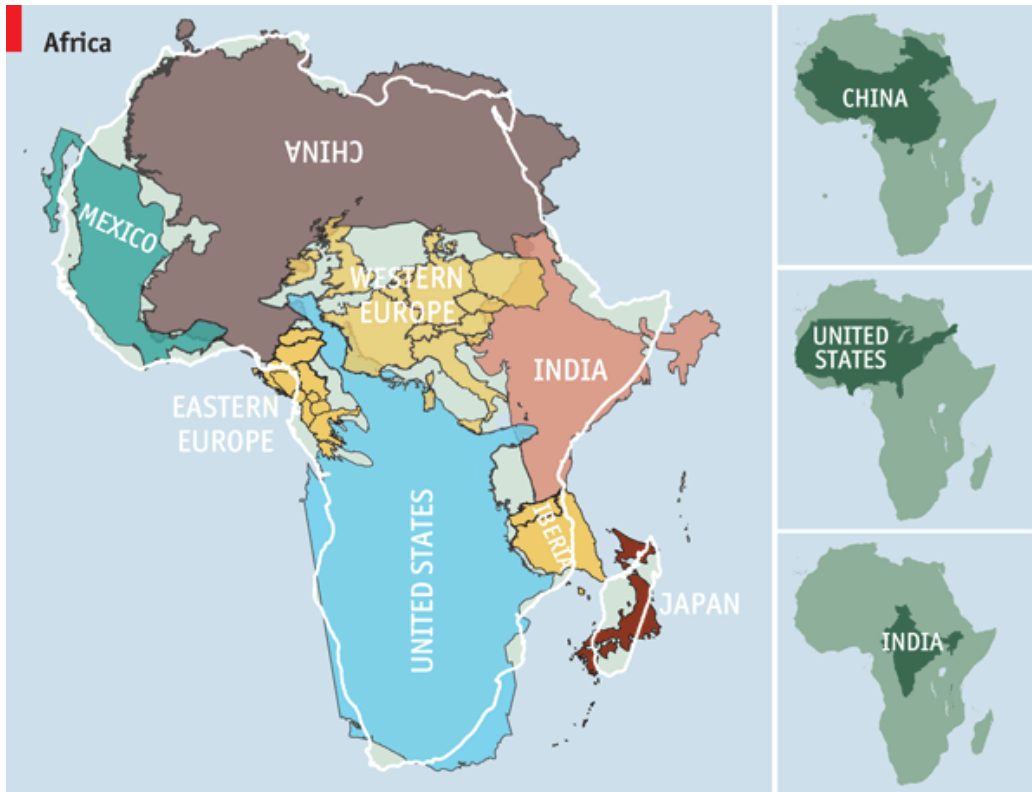 Africa
CHINA
MEXICO
WESTERN
EUROPE
INDIA
EASTERN
EUROPE
UNITED STATES
IBERIA
JAPAN
CHINA
UNITED
STATES
INDIA